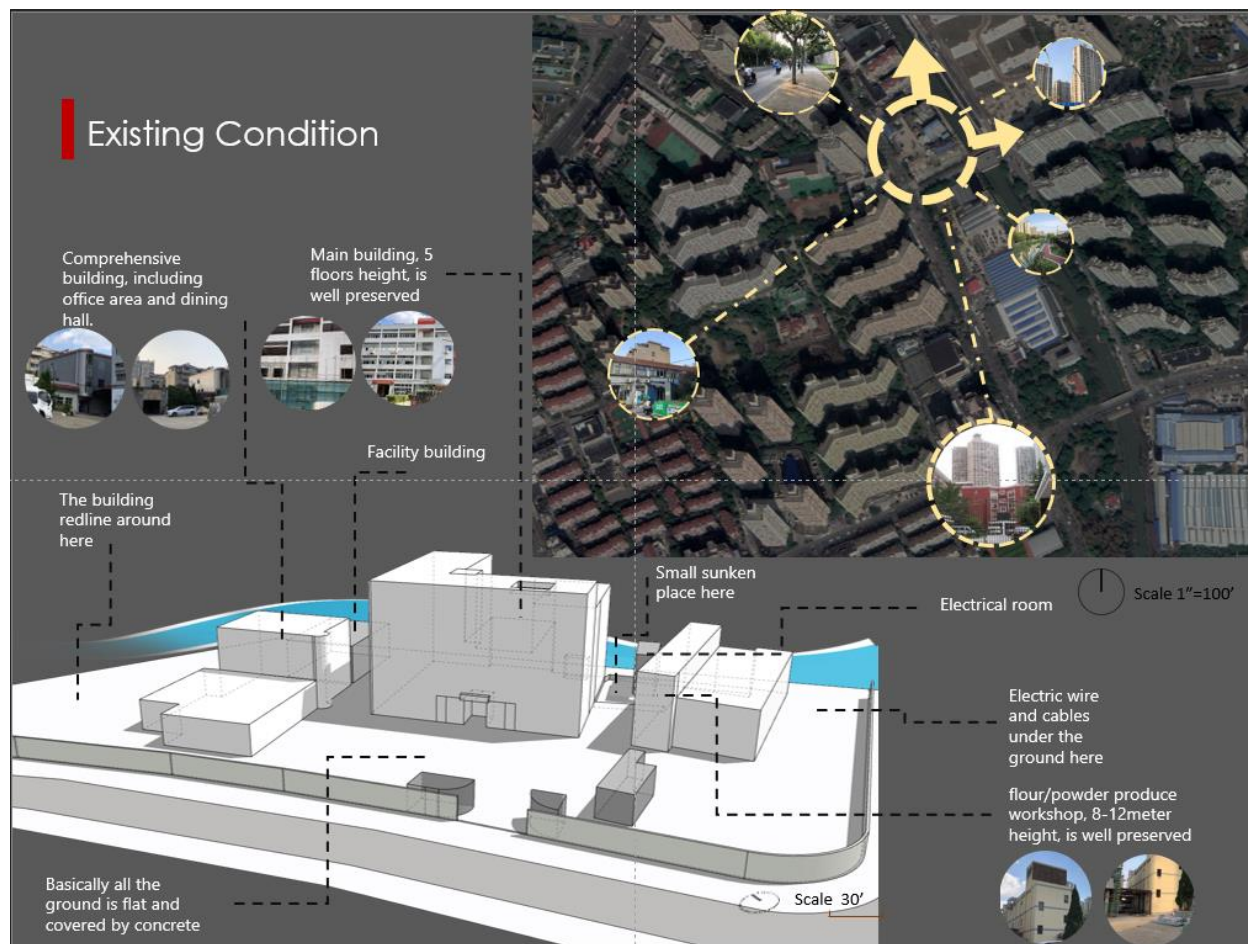 Existing Condition
Comprehensive
building, including
office area and dining
hall.
Main building, 5
floors height, is
well preserved
Facility building
The building
redline around
here
Small sunken
place here
Electrical room
Scale 1”=100’
Electric wire
and cables
under the
ground here
flour/powder produce
workshop, 8-12meter
height, is well preserved
Basically all the
ground is flat and
covered by concrete
Scale 30’